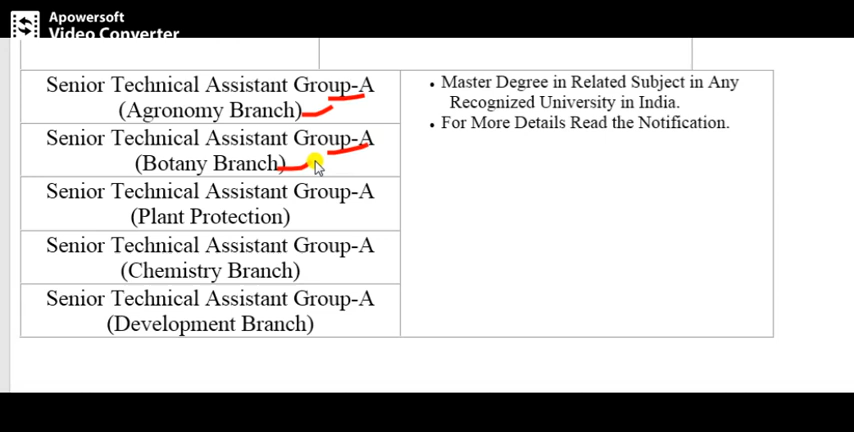 Apowersoft
Video Converter
Senior Technical Assistant Group-A
(Agronomy Branch)
Senior Technical Assistant Group-A
(Botany Branch)
Senior Technical Assistant Group-A
(Plant Protection)
Senior Technical Assistant Group-A
(Chemistry Branch)
Senior Technical Assistant Group-A
(Development Branch)
• Master Degree in Related Subject in Any
Recognized University in India.
• For More Details Read the Notification.